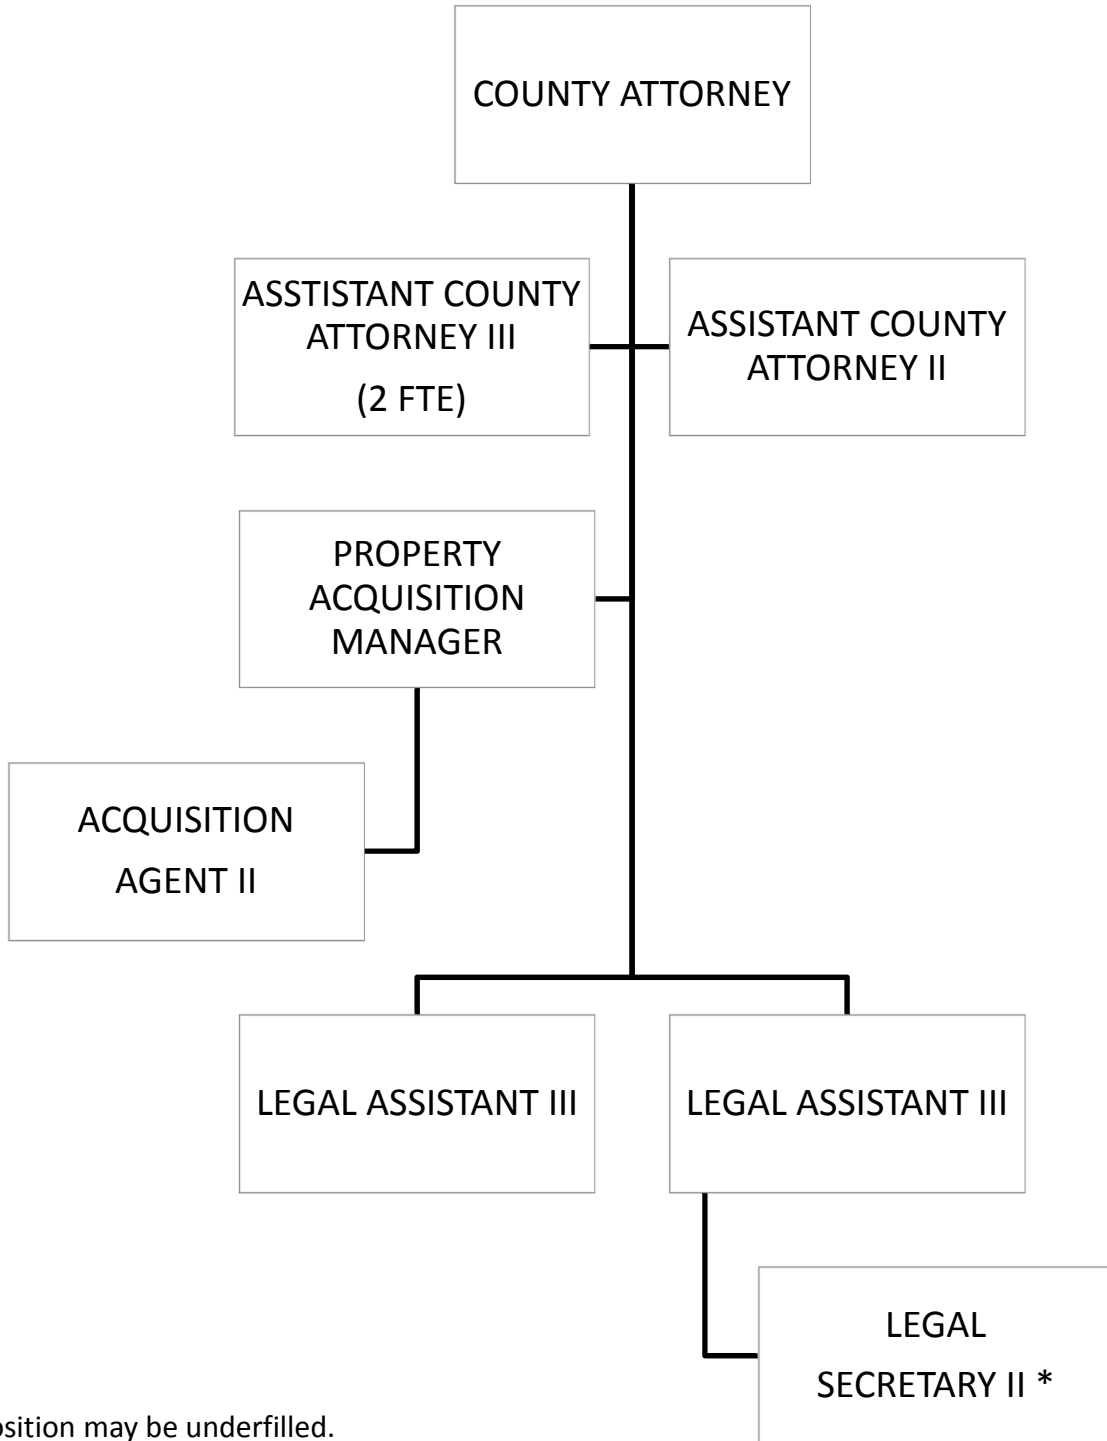 COUNTY ATTORNEY
ASSTISTANT COUNTY
ATTORNEY III
(2 FTE)
ASSISTANT COUNTY
ATTORNEY II
PROPERTY
ACQUISITION
MANAGER
ACQUISITION
AGENT II
LEGAL ASSISTANT III
LEGAL ASSISTANT III
LEGAL
SECRETARY II *
osition may be underfilled.